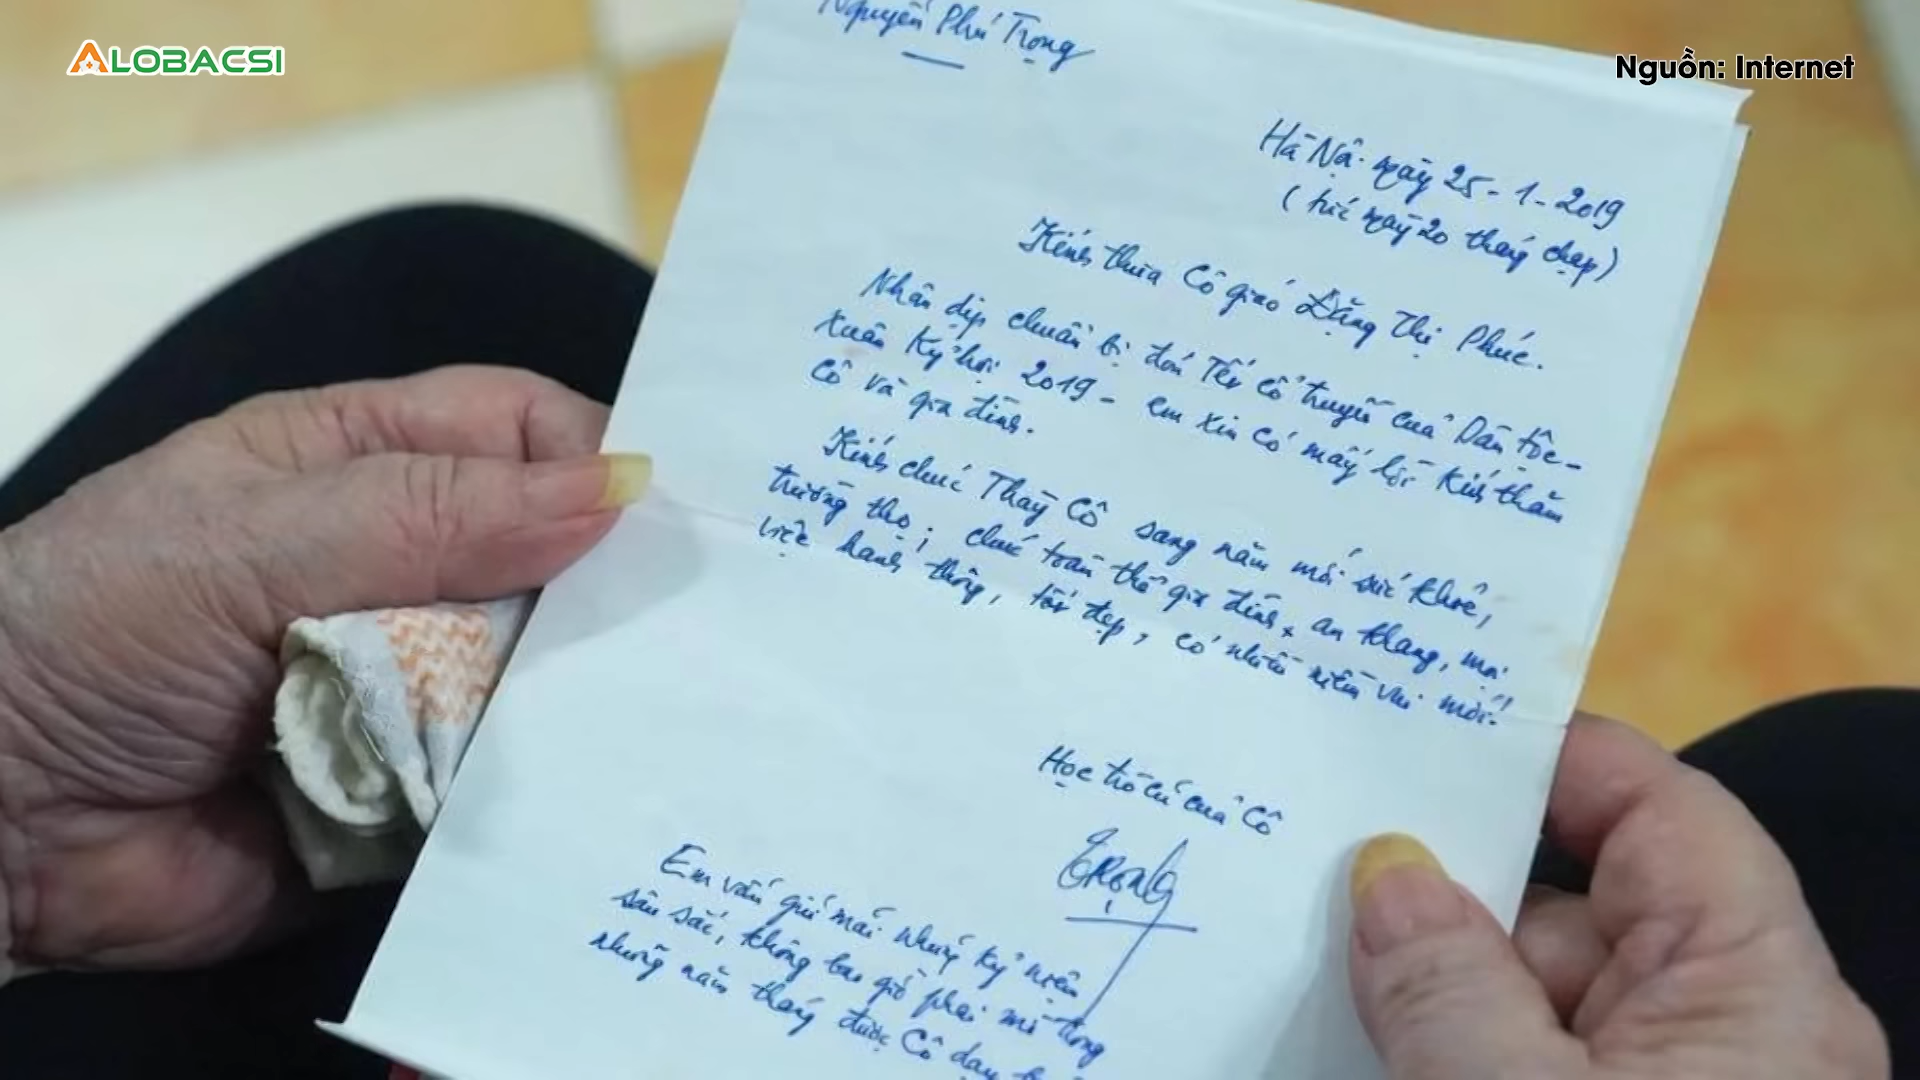 ALOBACSI
Nguồn: Internet
Nguyễn Phú Trọng
Hà Nội ngày 25-1-2019
(tức ngày 20 tháng chạp)
Kính thưa Cô giáo Đặng Thị Phúc.
Nhân dịp chuẩn bị đón Tết cổ truyền của Dân tộc -
Xuân Kỷ hợi 2019 - em xin có mấy lời kính thăm
Cô và gia đình.
Kính chúc Thầy Cô sang năm mới sức khỏe,
trường thọ; chúc toàn thể gia đình an khang, mọi
việc hanh thông, tốt đẹp, có nhiều niềm vui mới!
Học trò cũ của Cô
TRỌNG
Em vẫn giữ mãi những kỷ niệm
sâu sắc, không bao giờ phai mờ trong
những năm tháng được Cô dạy